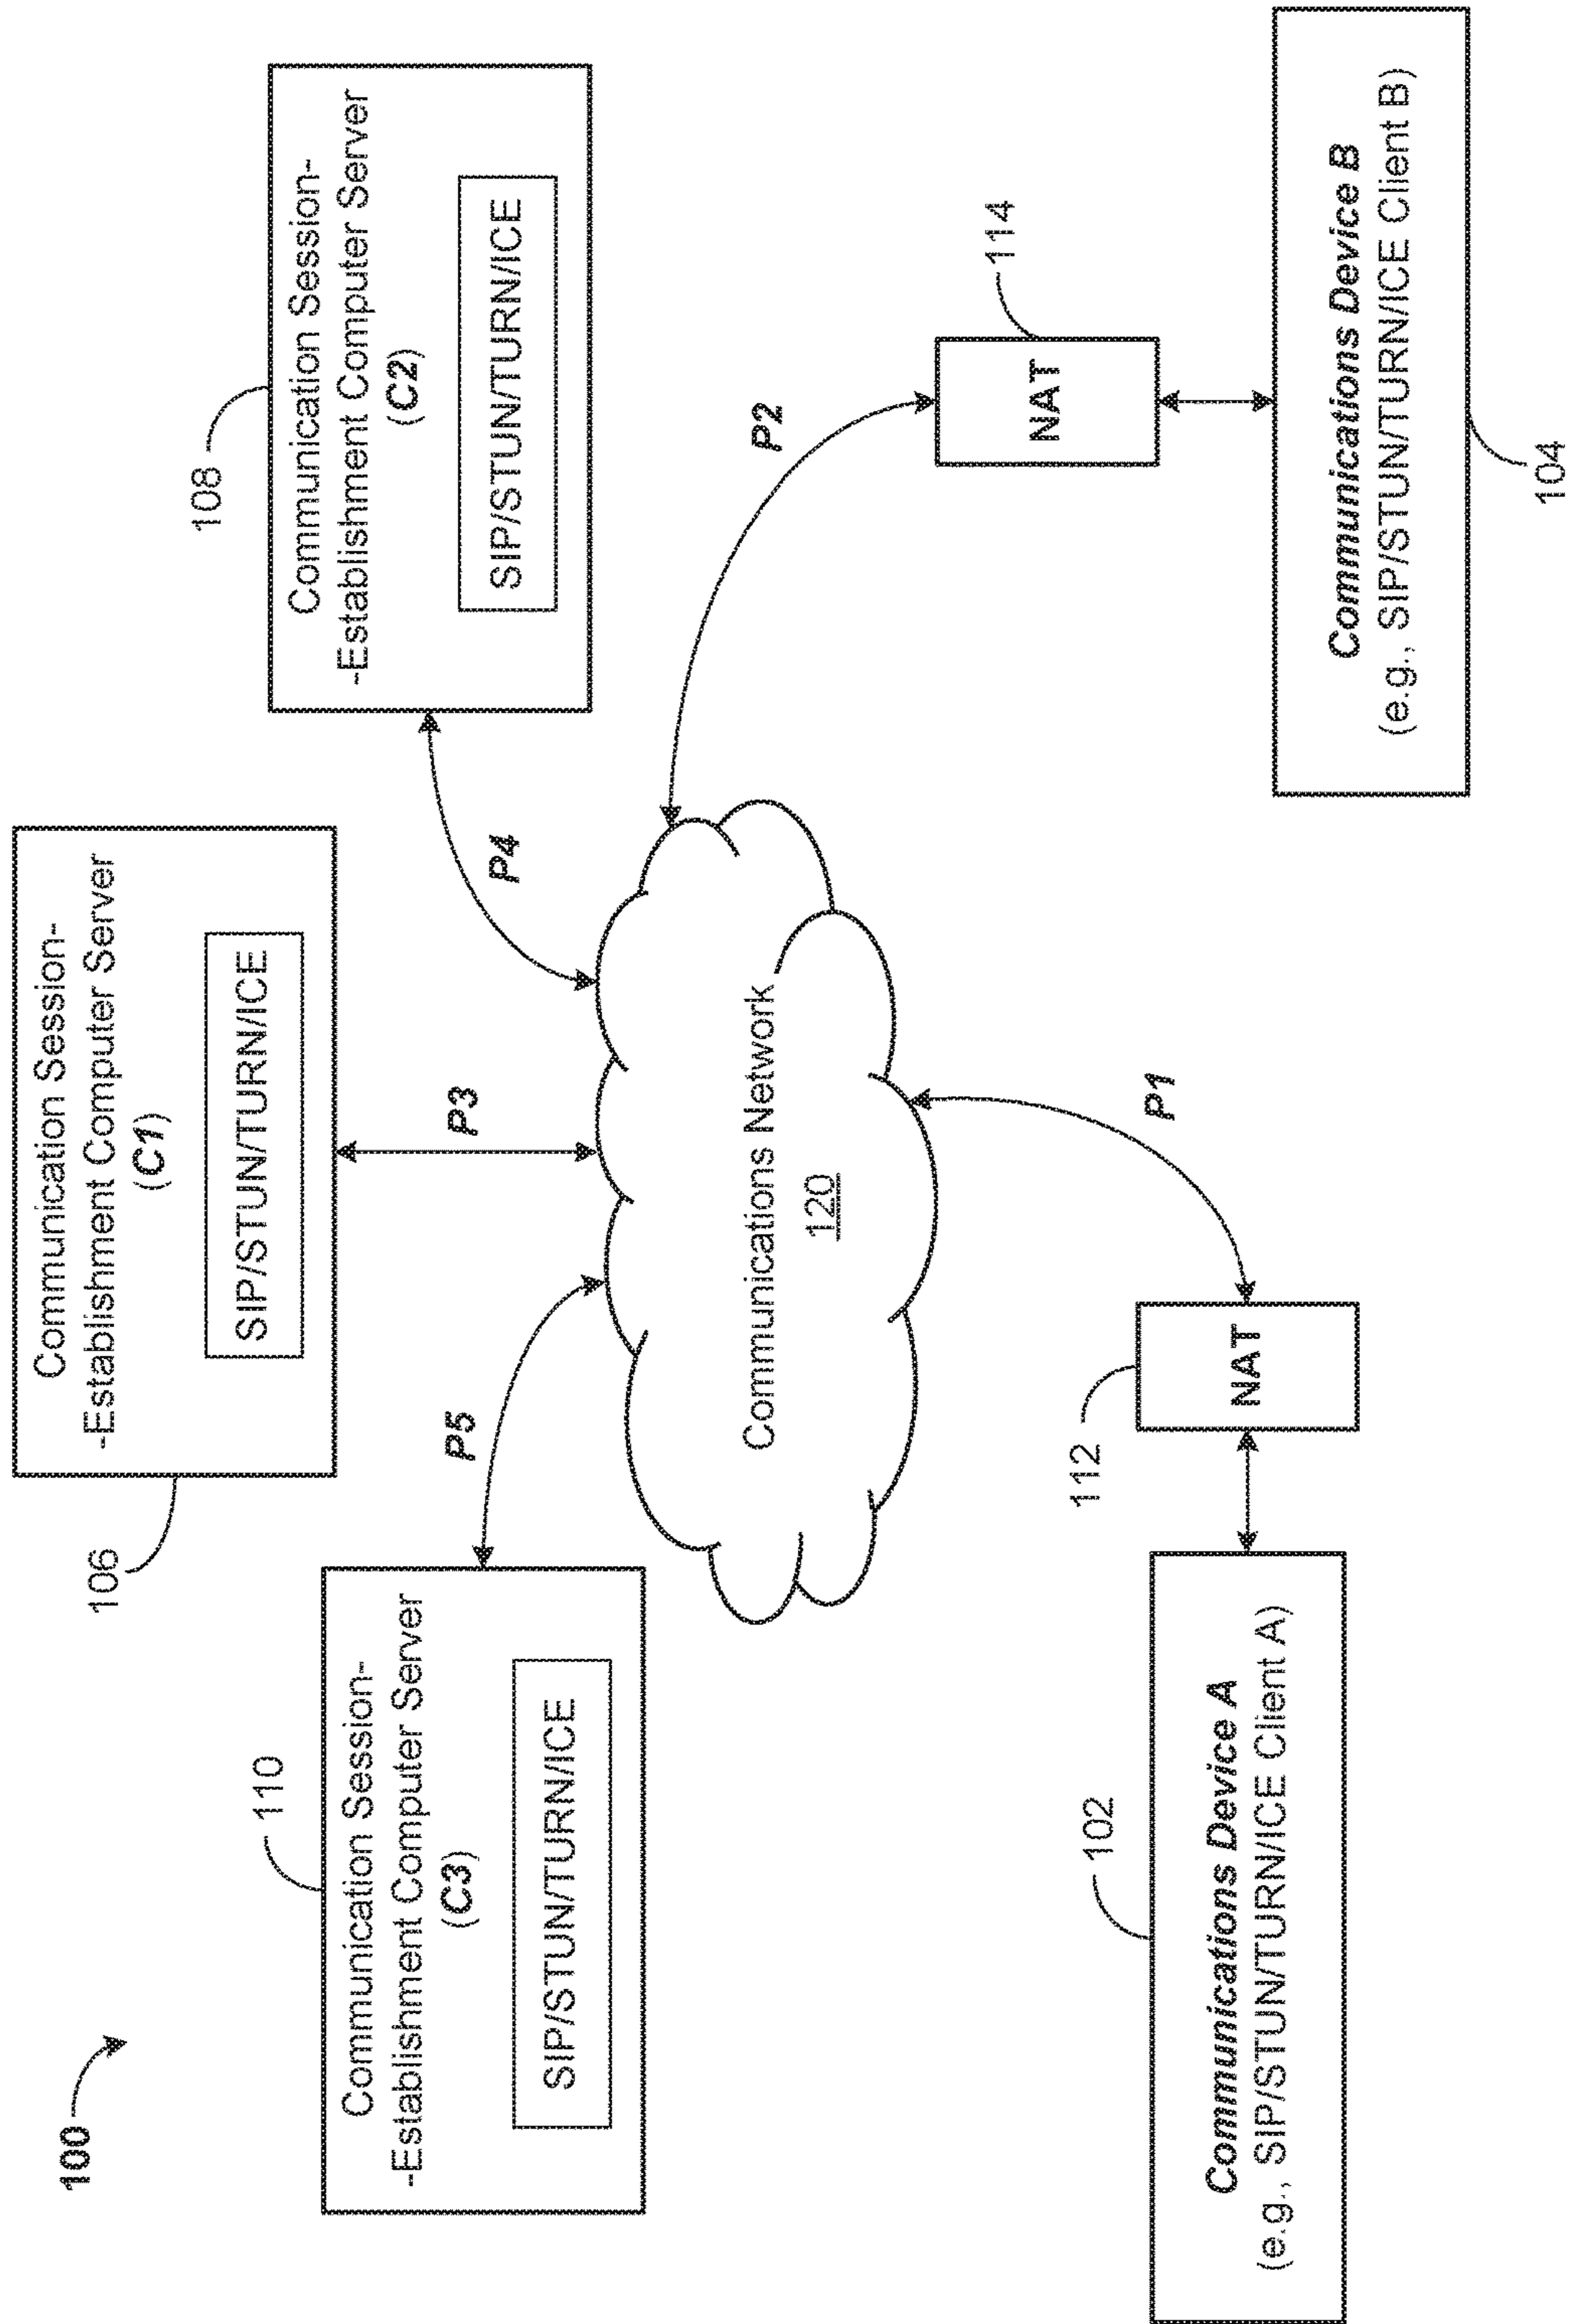 100
106
Communication Session-
-Establishment Computer Server
(C1)
SIP/STUN/TURN/ICE
110
Communication Session-
-Establishment Computer Server
(C3)
SIP/STUN/TURN/ICE
108
Communication Session-
-Establishment Computer Server
(C2)
SIP/STUN/TURN/ICE
P5
P3
P4
P2
Communications Network
120
P1
112
NAT
114
NAT
102
Communications Device A
(e.g., SIP/STUN/TURN/ICE Client A)
Communications Device B
(e.g., SIP/STUN/TURN/ICE Client B)
104